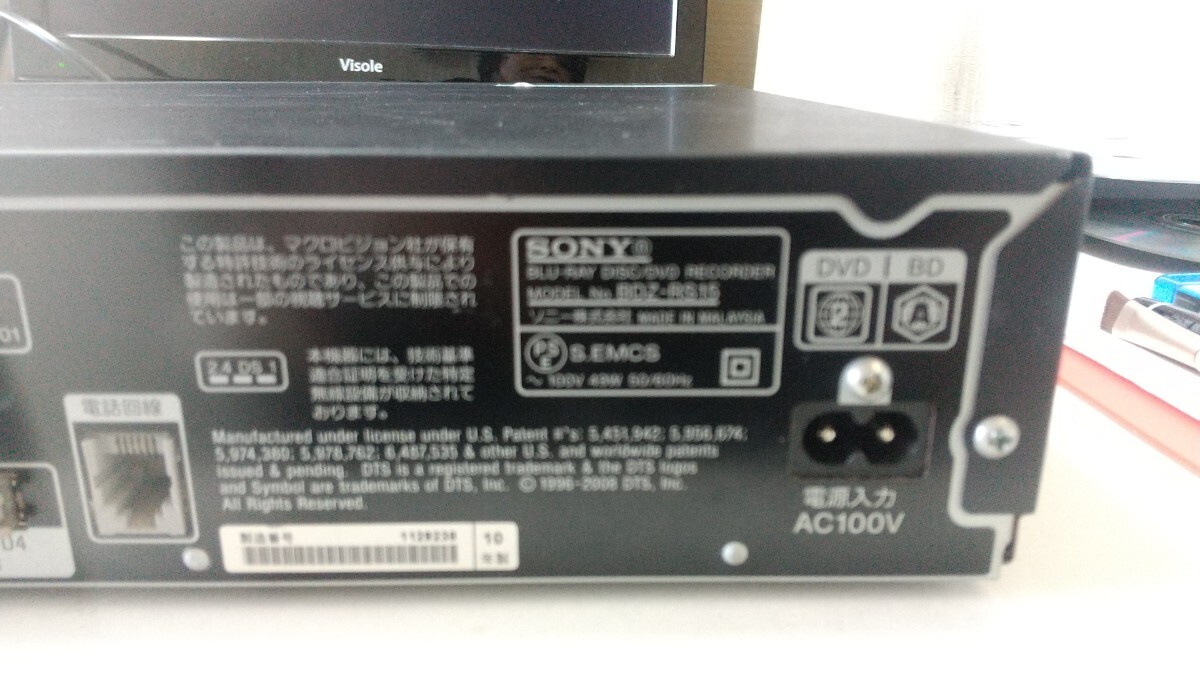 Visole
この製品は、マクロビジョン社が保有
する特許技術のライセンス供与により
製造されたものであり、この製品での
使用は一部の視聴サービスに制限され
ています。
SONY
BLU-RAY DISC/DVD RECORDER
MODEL No. BDZ-RS15
ソニー株式会社 MADE IN MALAYSIA
PS E S.EMCS
～ 100V 43W 50/60Hz
DVD BD
2 A
01
2.4 DS 1
本機器には、技術基準
適合証明を受けた特定
無線設備が収納されて
おります。
電話回線
Manufactured under license under U.S. Patent #'s: 5,451,942; 5,956,674;
5,974,380; 5,978,762; 6,487,535 & other U.S. and worldwide patents
issued & pending. DTS is a registered trademark & the DTS logos
and Symbol are trademarks of DTS, Inc. © 1996-2008 DTS, Inc.
All Rights Reserved.
電源入力
AC100V
D4
製造番号 1128238 10
年製